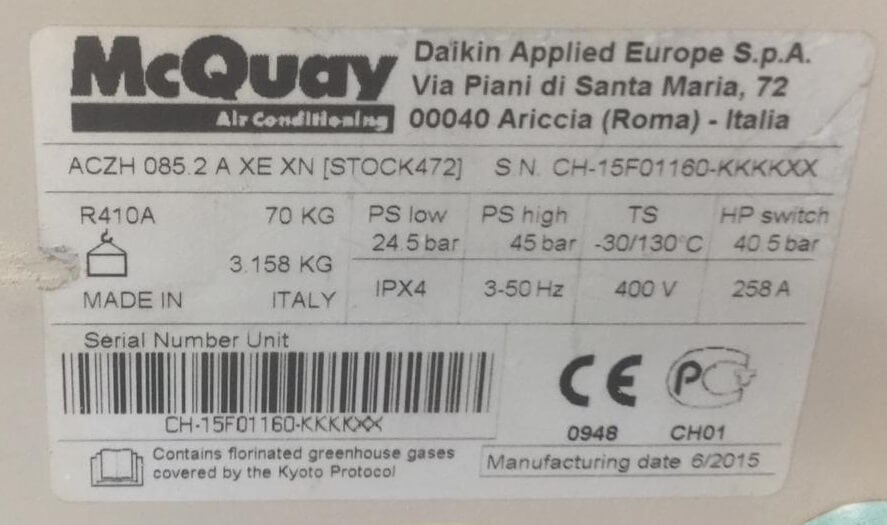 McQuay
Air Conditioning
Daikin Applied Europe S.p.A.
Via Piani di Santa Maria, 72
00040 Ariccia (Roma) - Italia
ACZH 085.2 A XE XN [STOCK472] S.N. CH-15F01160-KKKKXX
R410A 70 KG
3.158 KG
MADE IN ITALY
PS low PS high TS HP switch
24.5 bar 45 bar -30/130°C 40.5 bar
IPX4 3-50 Hz 400 V 258 A
Serial Number Unit
CH-15F01160-KKKKXX
Contains florinated greenhouse gases
covered by the Kyoto Protocol
CE PG
0948 CH01
Manufacturing date 6/2015